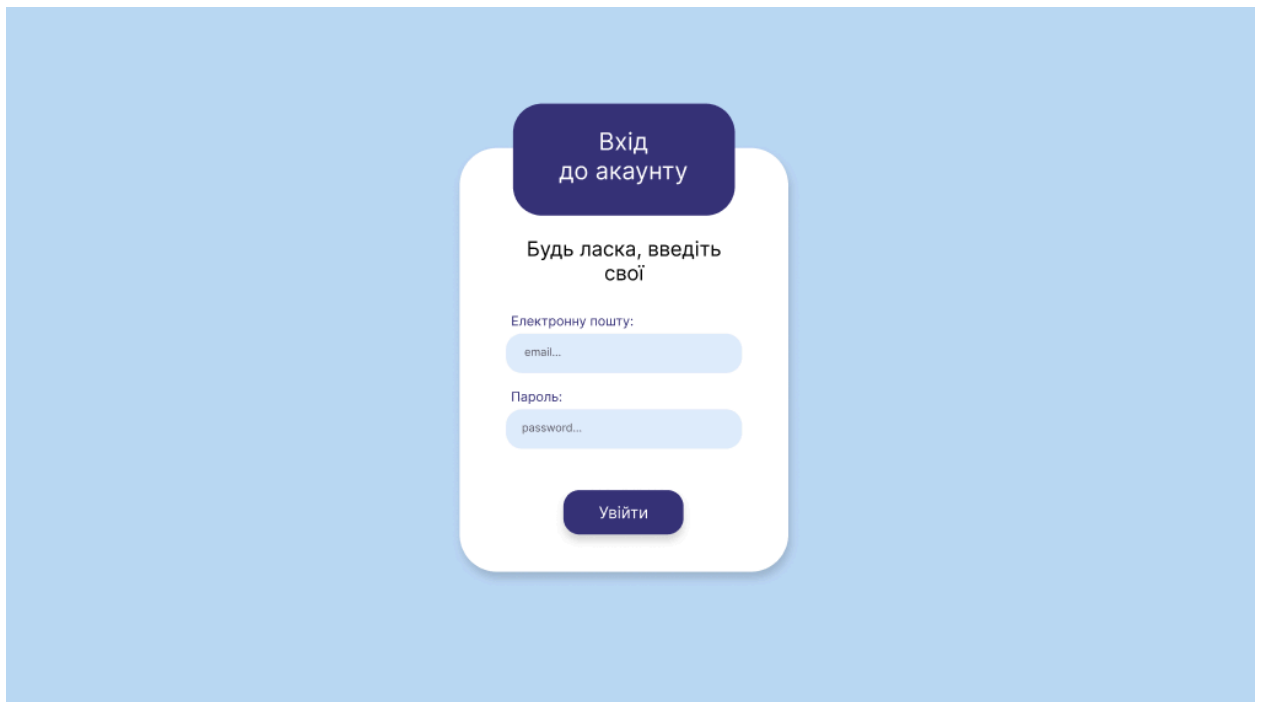 Вхід
до акаунту
Будь ласка, введіть
свої
Електронну пошту:
email...
Пароль:
password...
Увійти